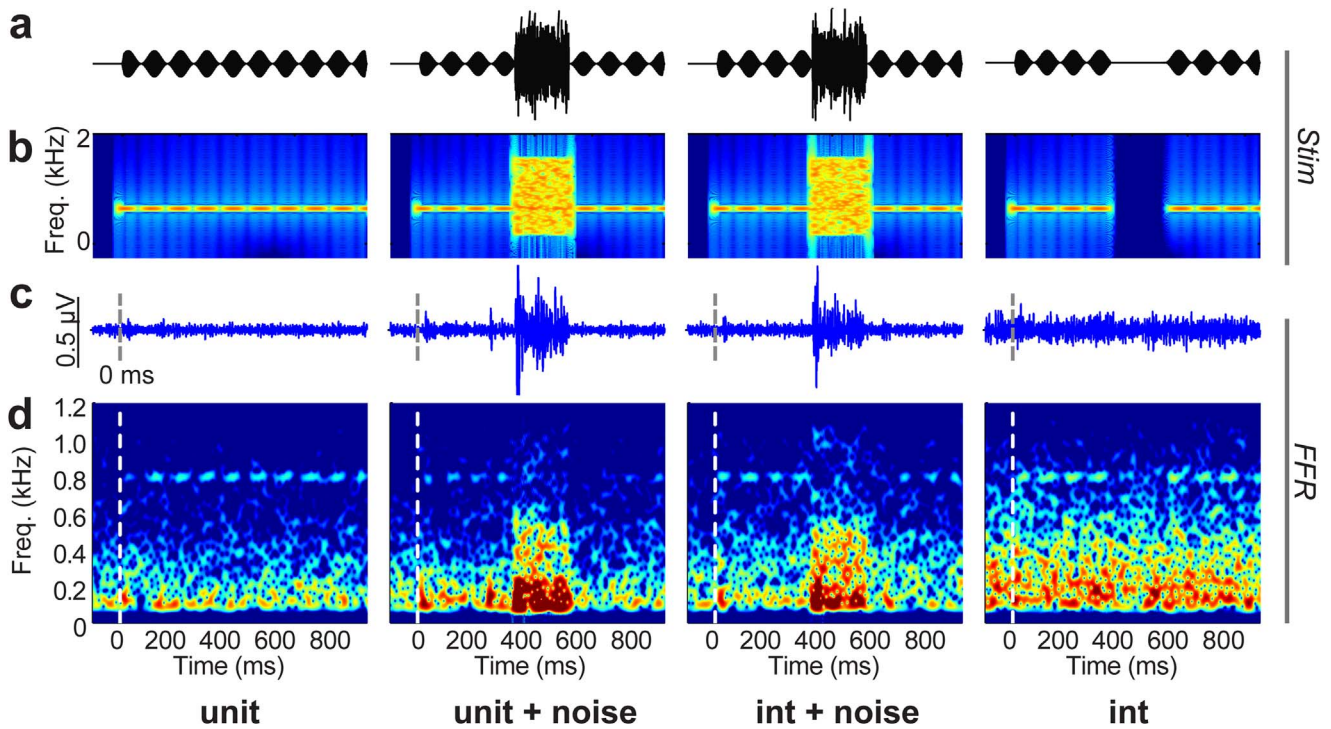 a
b
Freq. (kHz)
2
1
0
Stim
c
0.5 µV
0 ms
d
Freq. (kHz)
1.2
1.0
0.8
0.6
0.4
0.2
0
FFR
0 200 400 600 800 0 200 400 600 800 0 200 400 600 800 0 200 400 600 800
Time (ms) Time (ms) Time (ms) Time (ms)
unit unit + noise int + noise int